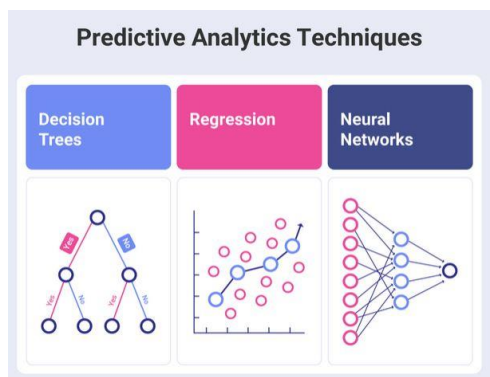 Predictive Analytics Techniques
Decision
Trees
Regression
Neural
Networks
Yes
No
Yes
No
Yes
No